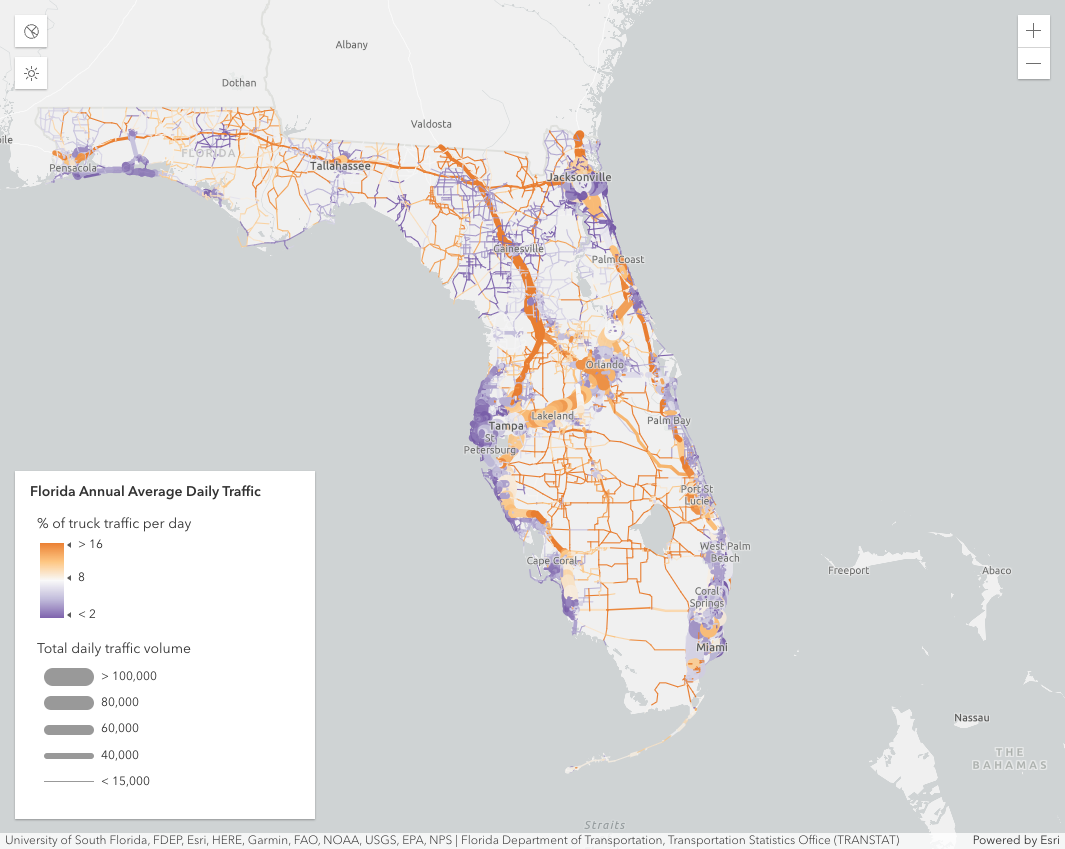 Albany
Dothan
Valdosta
ile
FLORIDA
Pensacola
Tallahassee
Jacksonville
Gainesville
Palm Coast
Orlando
Lakeland
Tampa
St
Petersburg
Palm Bay
Port St
Lucie
West Palm
Beach
Cape Coral
Coral
Springs
Miami
Freeport
Abaco
Nassau
THE
BAHAMAS
Straits
Florida Annual Average Daily Traffic
% of truck traffic per day
> 16
8
< 2
Total daily traffic volume
> 100,000
80,000
60,000
40,000
< 15,000
University of South Florida, FDEP, Esri, HERE, Garmin, FAO, NOAA, USGS, EPA, NPS | Florida Department of Transportation, Transportation Statistics Office (TRANSTAT)
Powered by Esri